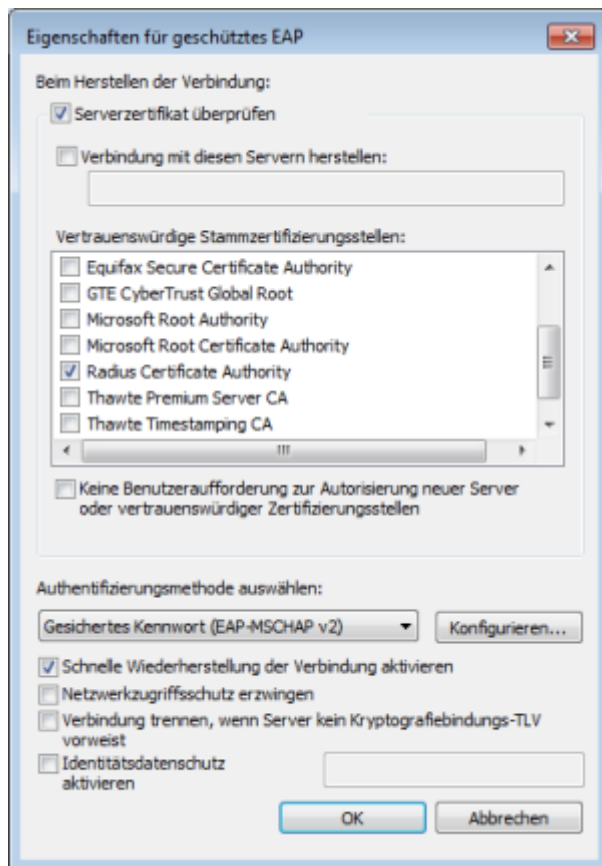 Eigenschaften für geschütztes EAP
Beim Herstellen der Verbindung:
Serverzertifikat überprüfen
Verbindung mit diesen Servern herstellen:
Vertrauenswürdige Stammzertifizierungsstellen:
Equifax Secure Certificate Authority
GTE CyberTrust Global Root
Microsoft Root Authority
Microsoft Root Certificate Authority
Radius Certificate Authority
Thawte Premium Server CA
Thawte Timestamping CA
Keine Benutzeraufforderung zur Autorisierung neuer Server
oder vertrauenswürdiger Zertifizierungsstellen
Authentifizierungsmethode auswählen:
Gesichertes Kennwort (EAP-MSCHAP v2)
Konfigurieren...
Schnelle Wiederherstellung der Verbindung aktivieren
Netzwerkzugriffsschutz erzwingen
Verbindung trennen, wenn Server kein Kryptografiebindungs-TLV
vorweist
Identitätsdatenschutz
aktivieren
OK
Abbrechen